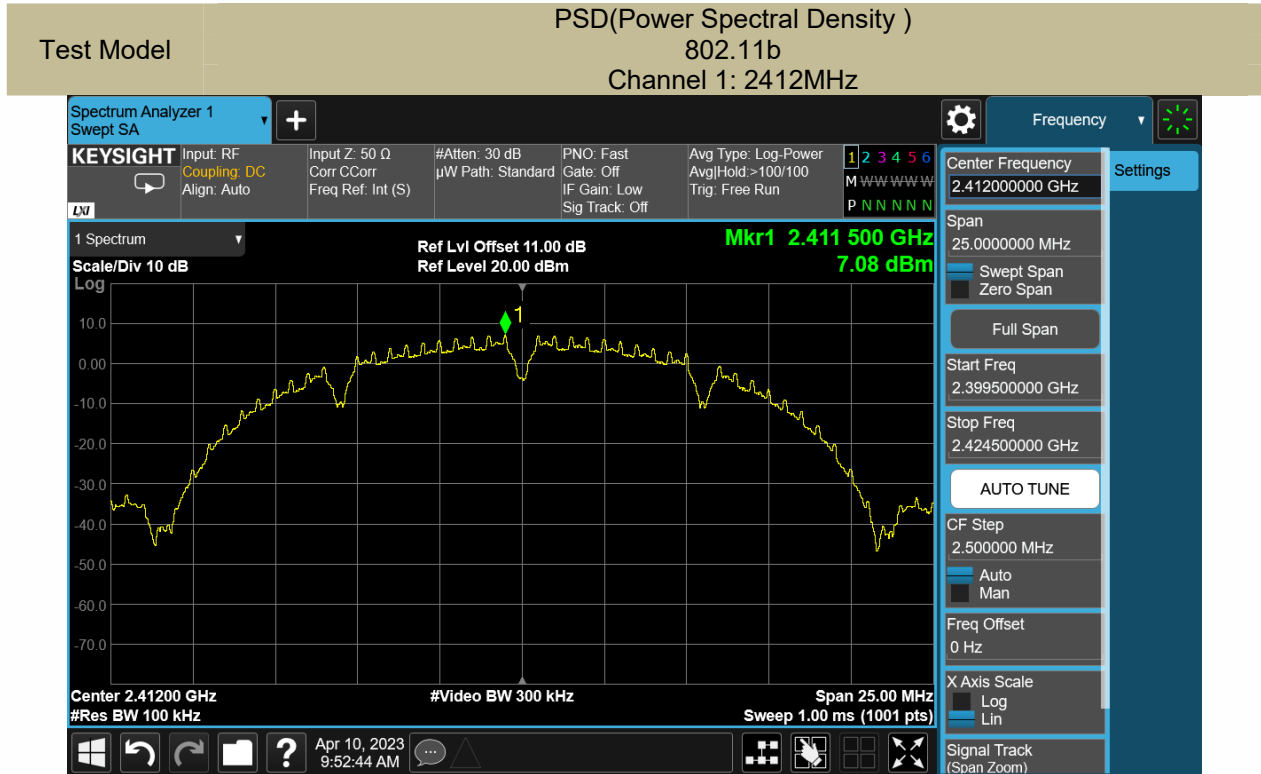 Test Model
PSD(Power Spectral Density )
802.11b
Channel 1: 2412MHz
Spectrum Analyzer 1
Swept SA
Frequency
KEYSIGHT
LXI
Input: RF
Coupling: DC
Align: Auto
Input Z: 50 Ω
Corr CCorr
Freq Ref: Int (S)
#Atten: 30 dB
µW Path: Standard
PNO: Fast
Gate: Off
IF Gain: Low
Sig Track: Off
Avg Type: Log-Power
Avg|Hold:>100/100
Trig: Free Run
1 2 3 4 5 6
M W W W W W
P N N N N N
1 Spectrum
Scale/Div 10 dB
Log
Ref Lvl Offset 11.00 dB
Ref Level 20.00 dBm
Mkr1 2.411 500 GHz
7.08 dBm
1
10.0
0.00
-10.0
-20.0
-30.0
-40.0
-50.0
-60.0
-70.0
Center 2.41200 GHz
#Res BW 100 kHz
#Video BW 300 kHz
Span 25.00 MHz
Sweep 1.00 ms (1001 pts)
Center Frequency
2.412000000 GHz
Settings
Span
25.0000000 MHz
Swept Span
Zero Span
Full Span
Start Freq
2.399500000 GHz
Stop Freq
2.424500000 GHz
AUTO TUNE
CF Step
2.500000 MHz
Auto
Man
Freq Offset
0 Hz
X Axis Scale
Log
Lin
Signal Track
(Span Zoom)
?
Apr 10, 2023
9:52:44 AM